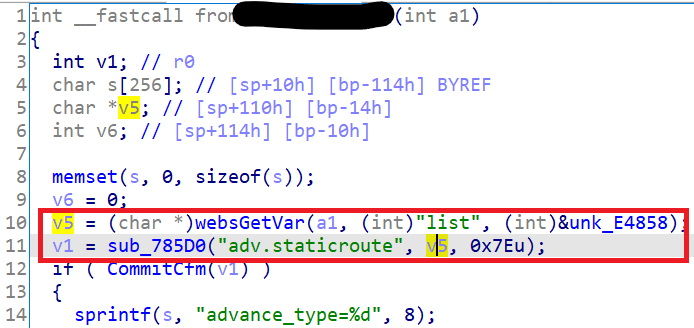 1 int __fastcall from (int a1)
2 {
3 int v1; // r0
4 char s[256]; // [sp+10h] [bp-114h] BYREF
5 char *v5; // [sp+110h] [bp-14h]
6 int v6; // [sp+114h] [bp-10h]
7
8 memset(s, 0, sizeof(s));
9 v6 = 0;
10 v5 = (char *)websGetVar(a1, (int)"list", (int)&unk_E4858);
11 v1 = sub_785D0("adv.staticroute", v5, 0x7Eu);
12 if ( CommitCfm(v1) )
13 {
14 sprintf(s, "advance_type=%d", 8);